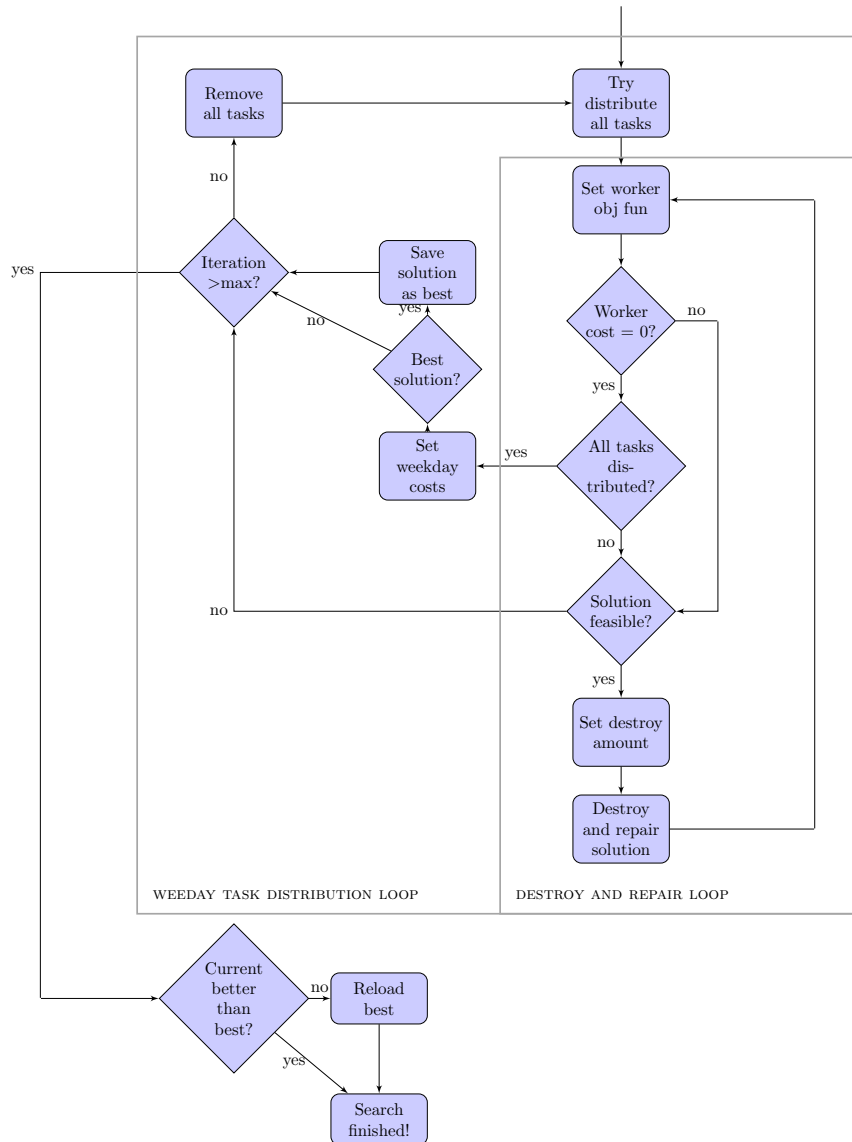 Remove
all tasks
Try
distribute
all tasks
no
Set worker
obj fun
yes
Iteration
>max?
Save
solution
as best
yes
no
Worker
cost = 0?
no
Best
solution?
yes
Set
weekday
costs
yes
All tasks
dis-
tributed?
no
no
Solution
feasible?
yes
Set destroy
amount
Destroy
and repair
solution
WEEDAY TASK DISTRIBUTION LOOP
DESTROY AND REPAIR LOOP
Current
better
than
best?
no
Reload
best
yes
Search
finished!